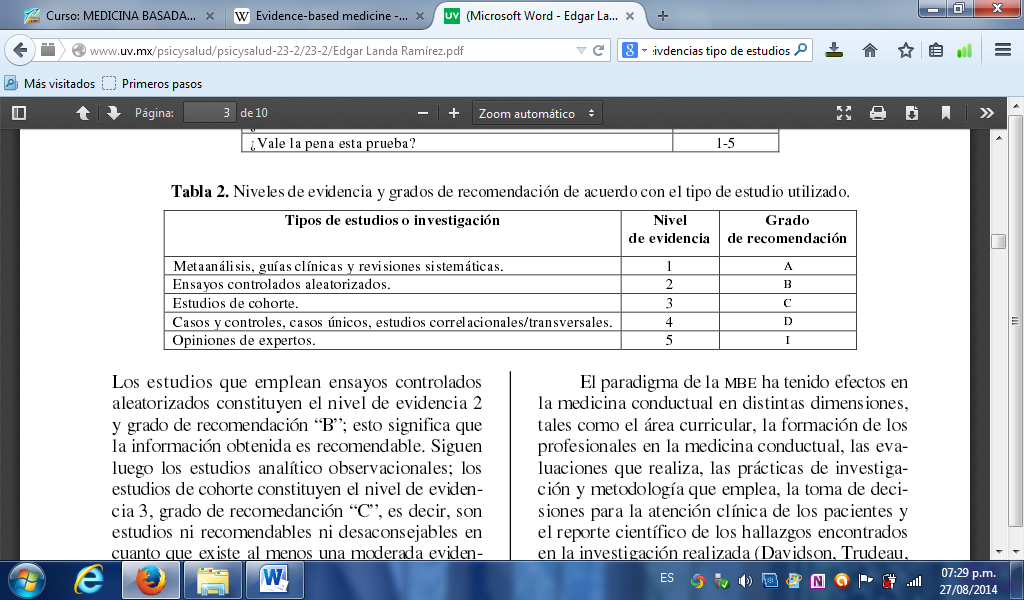 Curso: MEDICINA BASADA...
Evidence-based medicine -...
(Microsoft Word - Edgar La...
www.uv.mx/psicysalud/psicysalud-23-2/23-2/Edgar Landa Ramírez.pdf
ivdencias tipo de estudios
Más visitados
Primeros pasos
Página: 3 de 10
Zoom automático
¿Vale la pena esta prueba? 1-5
Tabla 2. Niveles de evidencia y grados de recomendación de acuerdo con el tipo de estudio utilizado.
Tipos de estudios o investigación
Nivel
de evidencia
Grado
de recomendación
Metaanálisis, guías clínicas y revisiones sistemáticas. 1 A
Ensayos controlados aleatorizados. 2 B
Estudios de cohorte. 3 C
Casos y controles, casos únicos, estudios correlacionales/transversales. 4 D
Opiniones de expertos. 5 I
Los estudios que emplean ensayos controlados
aleatorizados constituyen el nivel de evidencia 2
y grado de recomendación “B”; esto significa que
la información obtenida es recomendable. Siguen
luego los estudios analítico observacionales; los
estudios de cohorte constituyen el nivel de eviden-
cia 3, grado de recomedanción “C”, es decir, son
estudios ni recomendables ni desaconsejables en
cuanto que existe al menos una moderada eviden-
El paradigma de la MBE ha tenido efectos en
la medicina conductual en distintas dimensiones,
tales como el área curricular, la formación de los
profesionales en la medicina conductual, las eva-
luaciones que realiza, las prácticas de investiga-
ción y metodología que emplea, la toma de deci-
siones para la atención clínica de los pacientes y
el reporte científico de los hallazgos encontrados
en la investigación realizada (Davidson, Trudeau,
ES
07:29 p.m.
27/08/2014